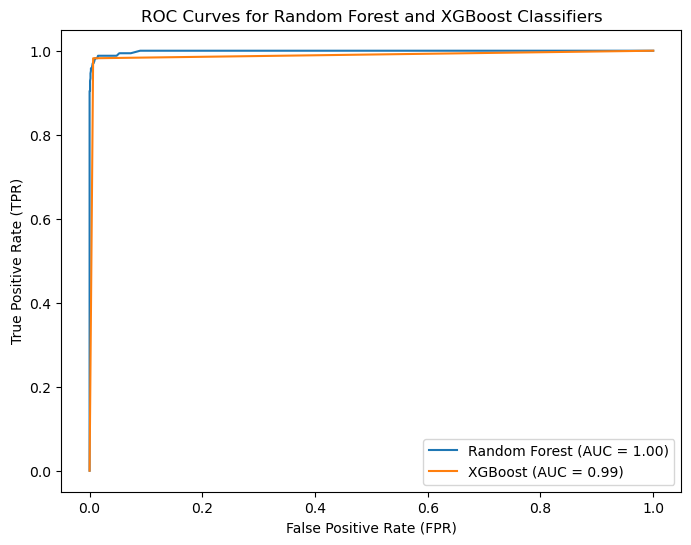 ROC Curves for Random Forest and XGBoost Classifiers
True Positive Rate (TPR)
1.0
0.8
0.6
0.4
0.2
0.0
Random Forest (AUC = 1.00)
XGBoost (AUC = 0.99)
0.0 0.2 0.4 0.6 0.8 1.0
False Positive Rate (FPR)